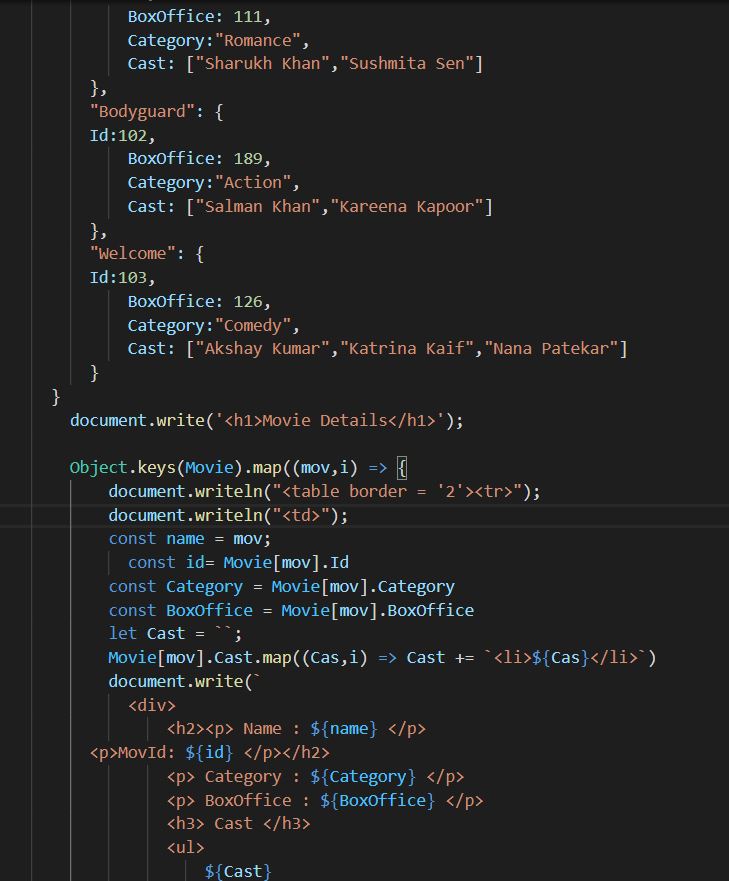 BoxOffice: 111,
Category:"Romance",
Cast: ["Sharukh Khan","Sushmita Sen"]
},
"Bodyguard": {
Id:102,
BoxOffice: 189,
Category:"Action",
Cast: ["Salman Khan","Kareena Kapoor"]
},
"Welcome": {
Id:103,
BoxOffice: 126,
Category:"Comedy",
Cast: ["Akshay Kumar","Katrina Kaif","Nana Patekar"]
}
}
document.write('<h1>Movie Details</h1>');
Object.keys(Movie).map((mov,i) => {
document.writeln("<table border = '2'><tr>");
document.writeln("<td>");
const name = mov;
const id= Movie[mov].Id
const Category = Movie[mov].Category
const BoxOffice = Movie[mov].BoxOffice
let Cast = ``;
Movie[mov].Cast.map((Cas,i) => Cast += `<li>${Cas}</li>`)
document.write(`
<div>
<h2><p> Name : ${name} </p>
<p>MovId: ${id} </p></h2>
<p> Category : ${Category} </p>
<p> BoxOffice : ${BoxOffice} </p>
<h3> Cast </h3>
<ul>
${Cast}